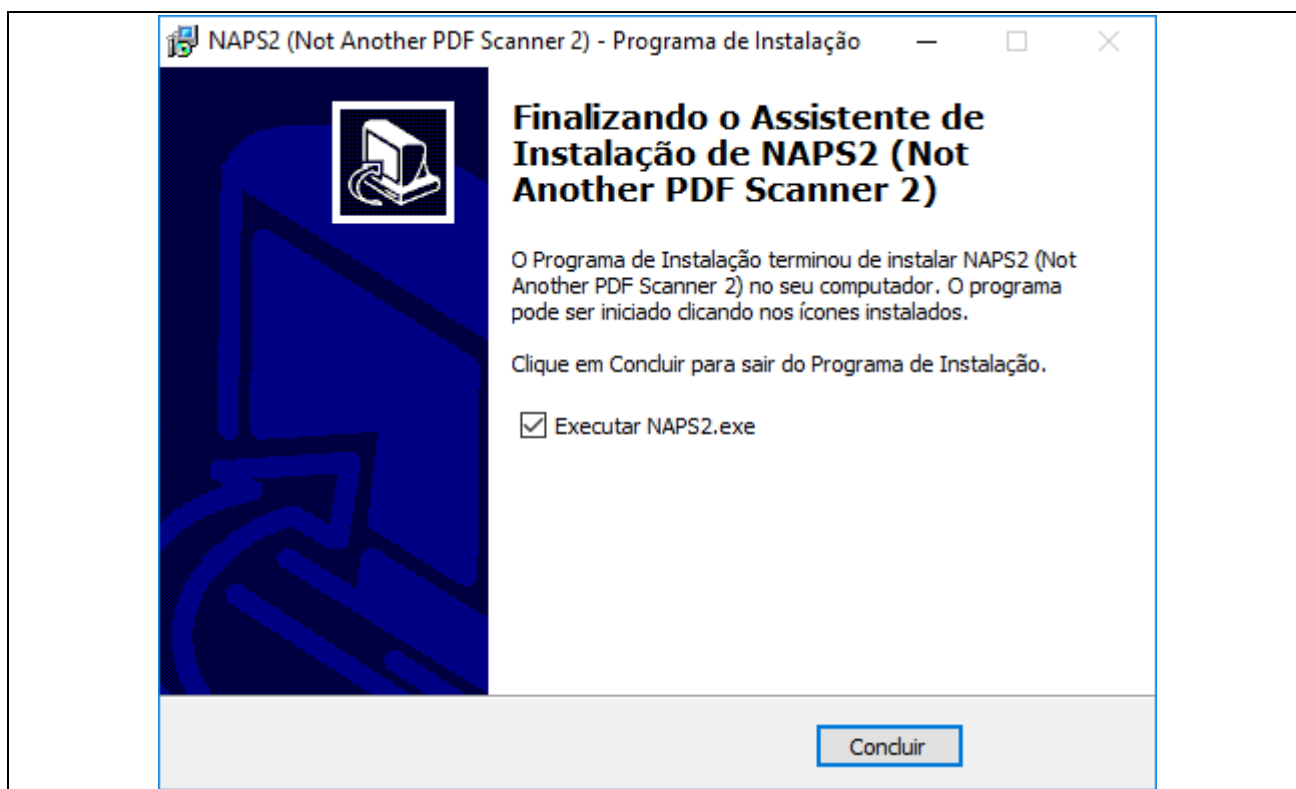 NAPS2 (Not Another PDF Scanner 2) - Programa de Instalação
Finalizando o Assistente de
Instalação de NAPS2 (Not
Another PDF Scanner 2)
O Programa de Instalação terminou de instalar NAPS2 (Not
Another PDF Scanner 2) no seu computador. O programa
pode ser iniciado clicando nos ícones instalados.
Clique em Concluir para sair do Programa de Instalação.
Executar NAPS2.exe
Concluir